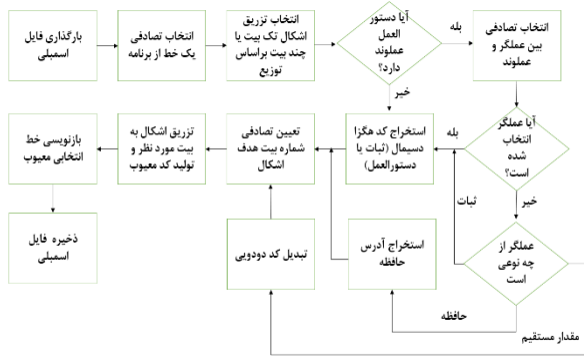 بارگذاری فایل
اسمبلی
انتخاب تصادفی
یک خط از برنامه
انتخاب تزریق
اشکال تک بیت یا
چند بیت براساس
توزیع
آیا دستور
العمل
عملوند
دارد؟
بله
خیر
انتخاب تصادفی
بین عملگر و
عملوند
آیا عملگر
انتخاب
شده
است؟
بله
خیر
استخراج کد هگزا
دسیمال (ثبات یا
دستورالعمل)
تعیین تصادفی
شماره بیت هدف
اشکال
تزریق اشکال به
بیت مورد نظر و
تولید کد معیوب
بازنویسی خط
انتخابی معیوب
ذخیره فایل
اسمبلی
عملگر از
چه نوعی
است
ثبات
حافظه
مقدار مستقیم
استخراج آدرس
حافظه
تبدیل کد دودویی